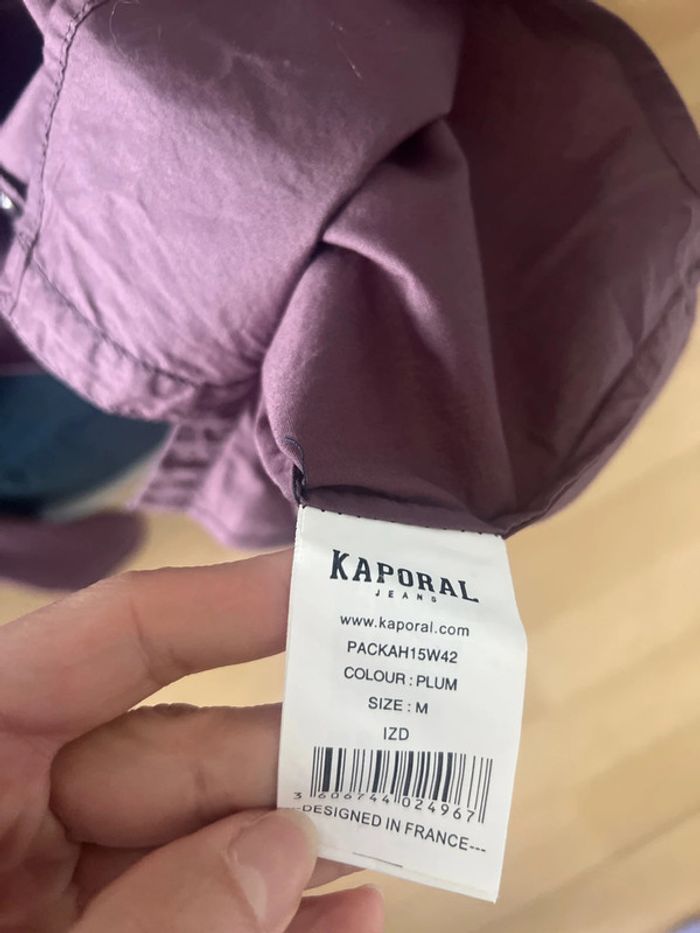 KAPORAL
JEANS
www.kaporal.com
PACKAH15W42
COLOUR : PLUM
SIZE : M
IZD
3 606744 024967
--DESIGNED IN FRANCE---